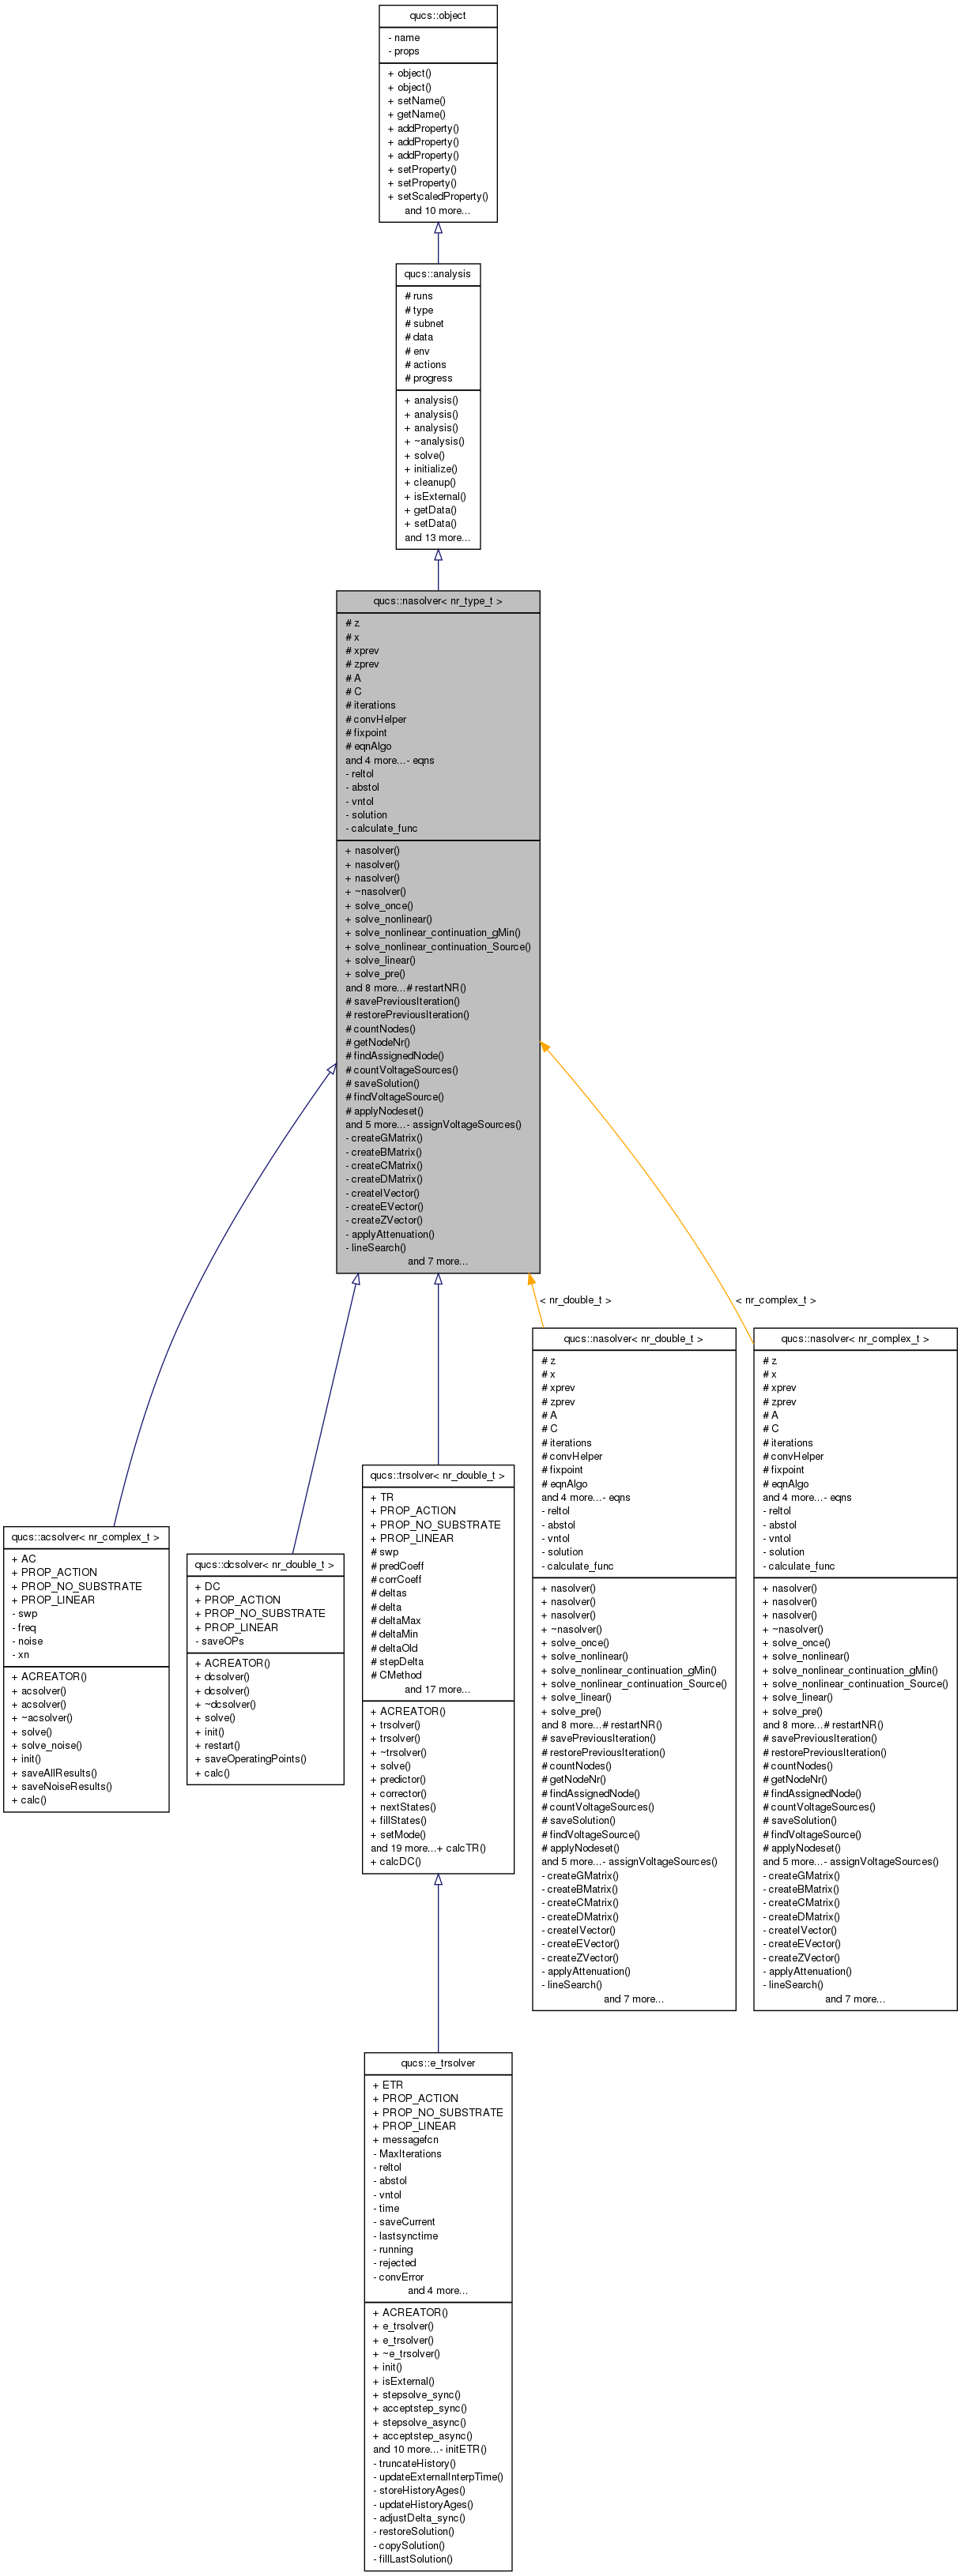 qucs::object
- name
- props
+ object()
+ object()
+ setName()
+ getName()
+ addProperty()
+ addProperty()
+ addProperty()
+ setProperty()
+ setProperty()
+ setScaledProperty()
and 10 more...
qucs::analysis
# runs
# type
# subnet
# data
# env
# actions
# progress
+ analysis()
+ analysis()
+ analysis()
+ ~analysis()
+ solve()
+ initialize()
+ cleanup()
+ isExternal()
+ getData()
+ setData()
and 13 more...
qucs::nasolver< nr_type_t >
# z
# x
# xprev
# zprev
# A
# C
# iterations
# convHelper
# fixpoint
# eqnAlgo
and 4 more...- eqns
- reltol
- abstol
- vntol
- solution
- calculate_func
+ nasolver()
+ nasolver()
+ nasolver()
+ ~nasolver()
+ solve_once()
+ solve_nonlinear()
+ solve_nonlinear_continuation_gMin()
+ solve_nonlinear_continuation_Source()
+ solve_linear()
+ solve_pre()
and 8 more...# restartNR()
# savePreviousIteration()
# restorePreviousIteration()
# countNodes()
# getNodeNr()
# findAssignedNode()
# countVoltageSources()
# saveSolution()
# findVoltageSource()
# applyNodeset()
and 5 more...- assignVoltageSources()
- createGMatrix()
- createBMatrix()
- createCMatrix()
- createDMatrix()
- createIVector()
- createEVector()
- createZVector()
- applyAttenuation()
- lineSearch()
and 7 more...
< nr_double_t >
< nr_complex_t >
qucs::acsolver< nr_complex_t >
+ AC
+ PROP_ACTION
+ PROP_NO_SUBSTRATE
+ PROP_LINEAR
- swp
- freq
- noise
- xn
+ ACREATOR()
+ acsolver()
+ acsolver()
+ ~acsolver()
+ solve()
+ solve_noise()
+ init()
+ saveAllResults()
+ saveNoiseResults()
+ calc()
qucs::dcsolver< nr_double_t >
+ DC
+ PROP_ACTION
+ PROP_NO_SUBSTRATE
+ PROP_LINEAR
- saveOPs
+ ACREATOR()
+ dcsolver()
+ dcsolver()
+ ~dcsolver()
+ solve()
+ init()
+ restart()
+ saveOperatingPoints()
+ calc()
qucs::trsolver< nr_double_t >
+ TR
+ PROP_ACTION
+ PROP_NO_SUBSTRATE
+ PROP_LINEAR
# swp
# predCoeff
# corrCoeff
# deltas
# delta
# deltaMax
# deltaMin
# deltaOld
# stepDelta
# CMethod
and 17 more...
+ ACREATOR()
+ trsolver()
+ trsolver()
+ ~trsolver()
+ solve()
+ predictor()
+ corrector()
+ nextStates()
+ fillStates()
+ setMode()
and 19 more...+ calcTR()
+ calcDC()
qucs::nasolver< nr_double_t >
# z
# x
# xprev
# zprev
# A
# C
# iterations
# convHelper
# fixpoint
# eqnAlgo
and 4 more...- eqns
- reltol
- abstol
- vntol
- solution
- calculate_func
+ nasolver()
+ nasolver()
+ nasolver()
+ ~nasolver()
+ solve_once()
+ solve_nonlinear()
+ solve_nonlinear_continuation_gMin()
+ solve_nonlinear_continuation_Source()
+ solve_linear()
+ solve_pre()
and 8 more...# restartNR()
# savePreviousIteration()
# restorePreviousIteration()
# countNodes()
# getNodeNr()
# findAssignedNode()
# countVoltageSources()
# saveSolution()
# findVoltageSource()
# applyNodeset()
and 5 more...- assignVoltageSources()
- createGMatrix()
- createBMatrix()
- createCMatrix()
- createDMatrix()
- createIVector()
- createEVector()
- createZVector()
- applyAttenuation()
- lineSearch()
and 7 more...
qucs::nasolver< nr_complex_t >
# z
# x
# xprev
# zprev
# A
# C
# iterations
# convHelper
# fixpoint
# eqnAlgo
and 4 more...- eqns
- reltol
- abstol
- vntol
- solution
- calculate_func
+ nasolver()
+ nasolver()
+ nasolver()
+ ~nasolver()
+ solve_once()
+ solve_nonlinear()
+ solve_nonlinear_continuation_gMin()
+ solve_nonlinear_continuation_Source()
+ solve_linear()
+ solve_pre()
and 8 more...# restartNR()
# savePreviousIteration()
# restorePreviousIteration()
# countNodes()
# getNodeNr()
# findAssignedNode()
# countVoltageSources()
# saveSolution()
# findVoltageSource()
# applyNodeset()
and 5 more...- assignVoltageSources()
- createGMatrix()
- createBMatrix()
- createCMatrix()
- createDMatrix()
- createIVector()
- createEVector()
- createZVector()
- applyAttenuation()
- lineSearch()
and 7 more...
qucs::e_trsolver
+ ETR
+ PROP_ACTION
+ PROP_NO_SUBSTRATE
+ PROP_LINEAR
+ messagefcn
- MaxIterations
- reltol
- abstol
- vntol
- time
- saveCurrent
- lastsynctime
- running
- rejected
- convError
and 4 more...
+ ACREATOR()
+ e_trsolver()
+ e_trsolver()
+ ~e_trsolver()
+ init()
+ isExternal()
+ stepsolve_sync()
+ acceptstep_sync()
+ stepsolve_async()
+ acceptstep_async()
and 10 more...- initETR()
- truncateHistory()
- updateExternalInterpTime()
- storeHistoryAges()
- updateHistoryAges()
- adjustDelta_sync()
- restoreSolution()
- copySolution()
- fillLastSolution()